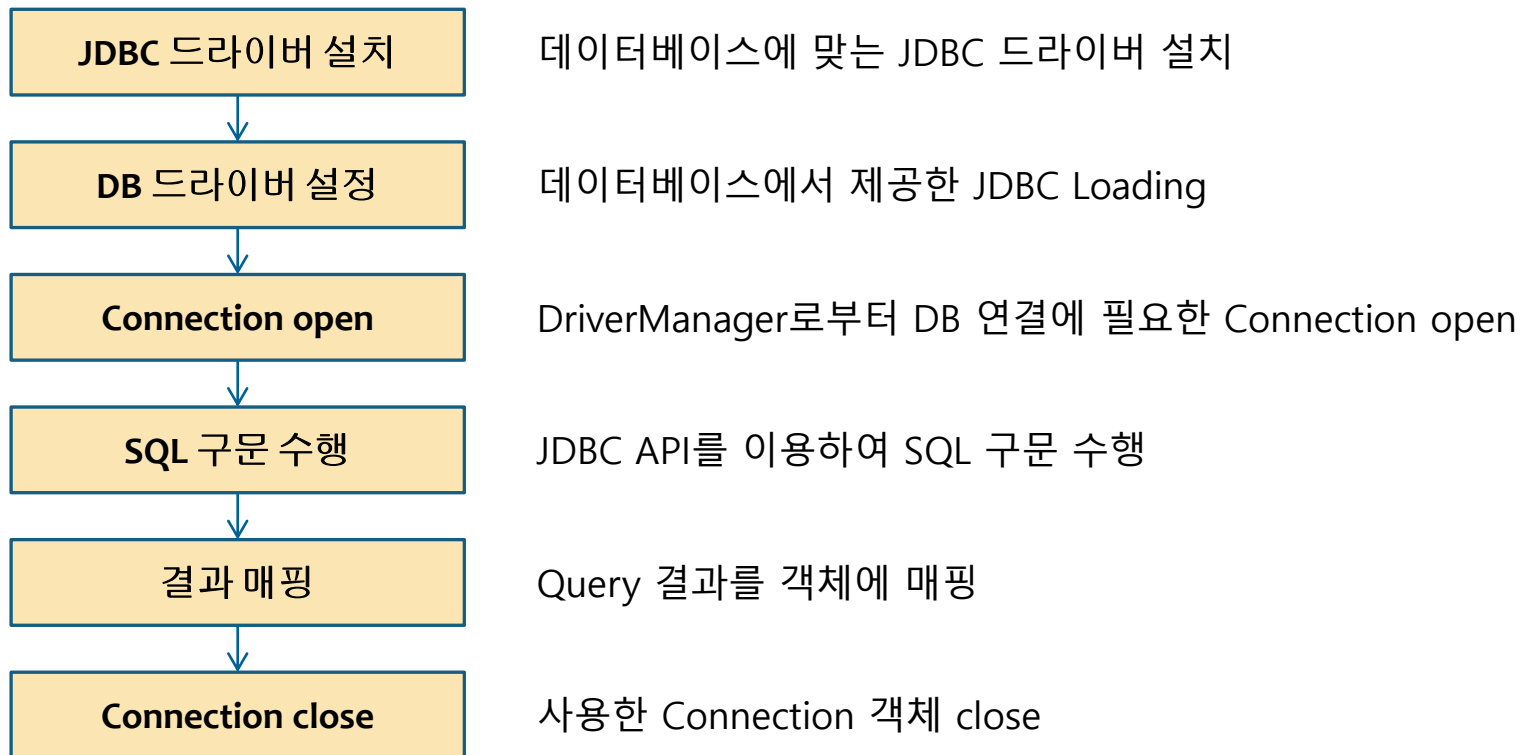 JDBC 드라이버 설치
데이터베이스에 맞는 JDBC 드라이버 설치
DB 드라이버 설정
데이터베이스에서 제공한 JDBC Loading
Connection open
DriverManager로부터 DB 연결에 필요한 Connection open
SQL 구문 수행
JDBC API를 이용하여 SQL 구문 수행
결과 매핑
Query 결과를 객체에 매핑
Connection close
사용한 Connection 객체 close